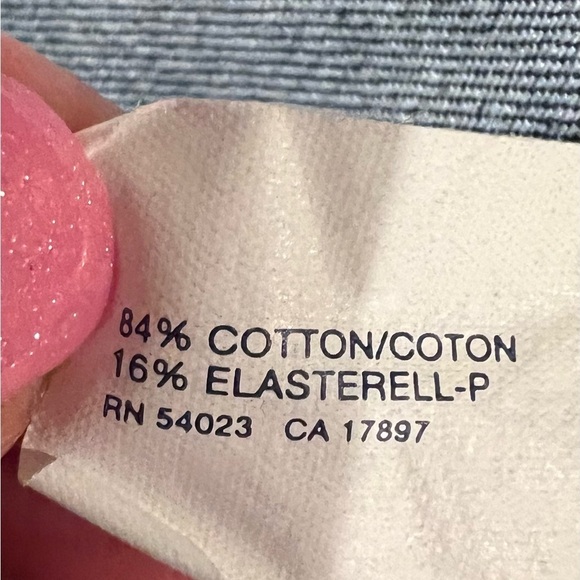 84% COTTON/COTON
16% ELASTERELL-P
RN 54023 CA 17897